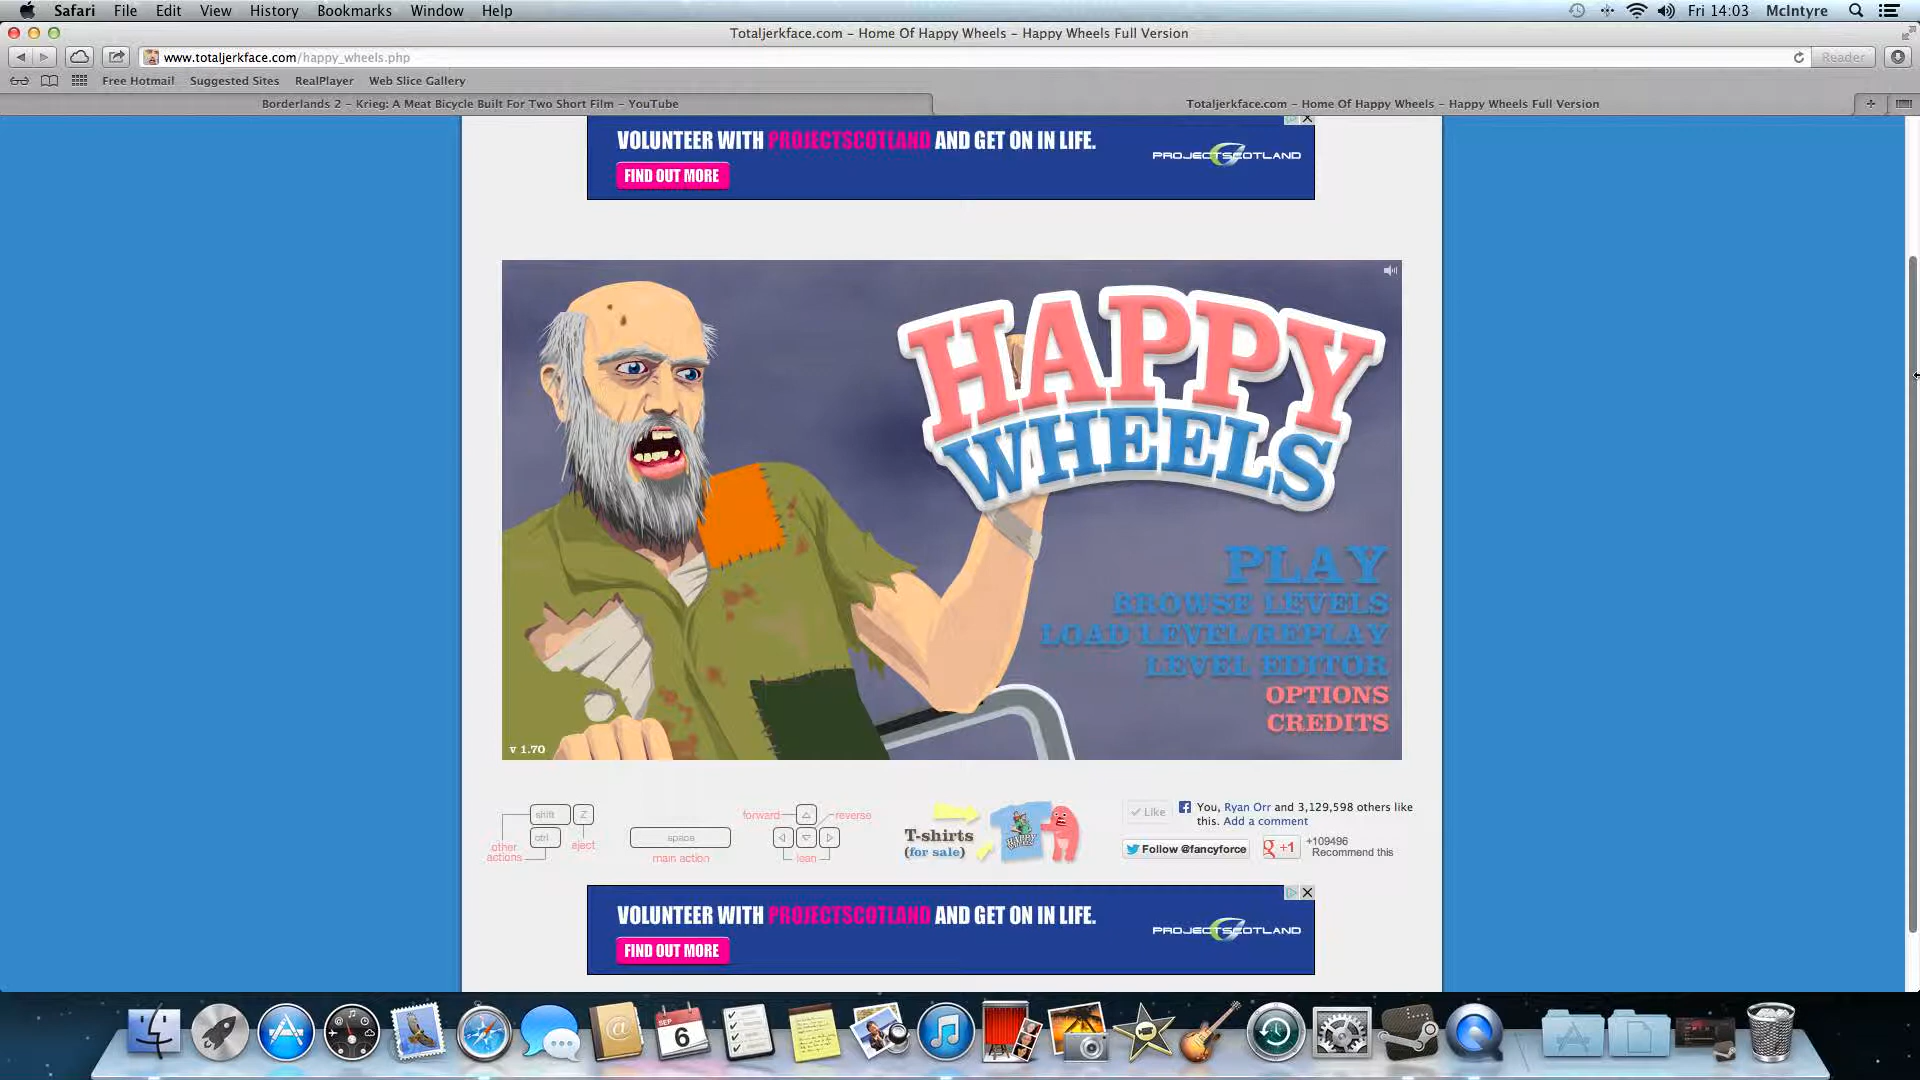 Safari File Edit View History Bookmarks Window Help Fri 14:03 McIntyre
Totaljerkface.com – Home Of Happy Wheels – Happy Wheels Full Version
www.totaljerkface.com/happy_wheels.php Reader
Free Hotmail Suggested Sites RealPlayer Web Slice Gallery
Borderlands 2 – Krieg: A Meat Bicycle Built For Two Short Film – YouTube
Totaljerkface.com – Home Of Happy Wheels – Happy Wheels Full Version
VOLUNTEER WITH PROJECTSCOTLAND AND GET ON IN LIFE.
PROJECTSCOTLAND
FIND OUT MORE
HAPPY
WHEELS
PLAY
BROWSE LEVELS
LOAD LEVEL/REPLAY
LEVEL EDITOR
OPTIONS
CREDITS
v 1.70
shift Z
ctrl
other
actions
eject
space
main action
forward reverse
lean
T-shirts
(for sale)
HAPPY
WHEELS
Like
You, Ryan Orr and 3,129,598 others like
this. Add a comment
Follow @fancyforce
+1
+109496
Recommend this
VOLUNTEER WITH PROJECTSCOTLAND AND GET ON IN LIFE.
PROJECTSCOTLAND
FIND OUT MORE
SEP
6